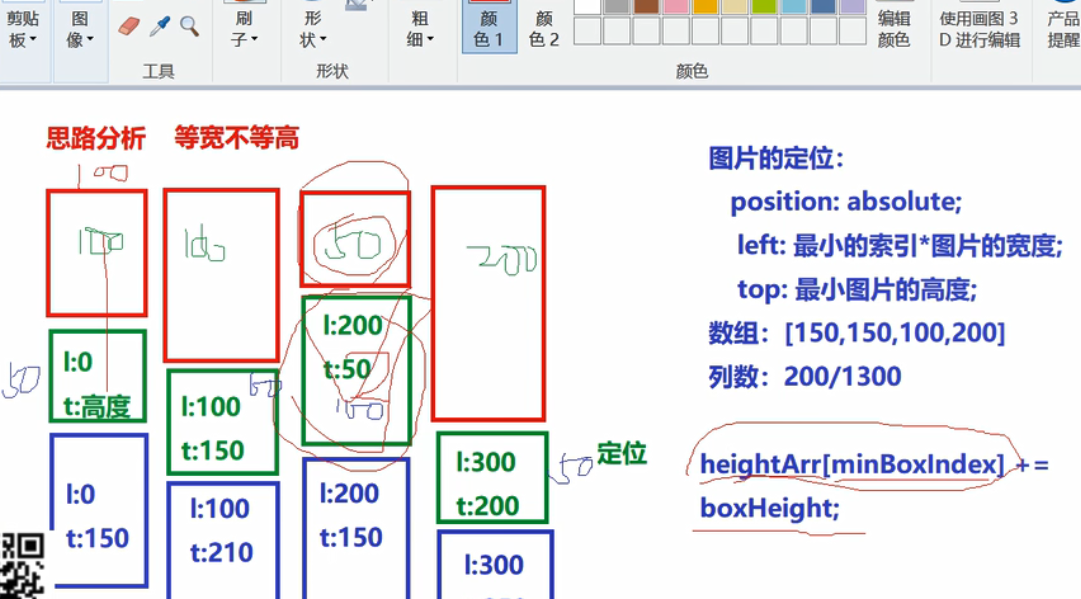 剪贴
板
图
像
工具
刷
子
形
状
形状
粗
细
颜
色 1
颜
色 2
颜色
编辑
颜色
使用画图 3
D 进行编辑
产品
提醒
思路分析 等宽不等高
100
100
50
200
l:0
t:高度
50
l:100
t:150
l:200
t:50
100
l:300
t:200
50
定位
l:0
t:150
l:100
t:210
l:200
t:150
l:300
图片的定位:
position: absolute;
left: 最小的索引*图片的宽度;
top: 最小图片的高度;
数组: [150,150,100,200]
列数: 200/1300
heightArr[minBoxIndex] +=
boxHeight;